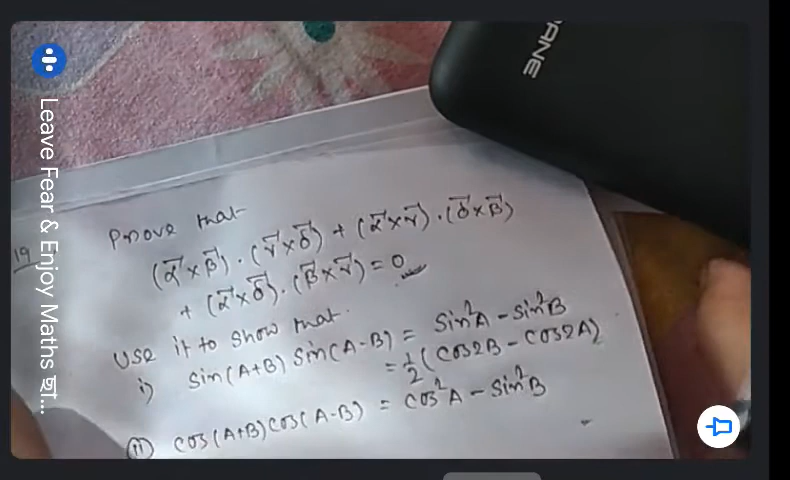 PANE
Leave Fear & Enjoy Maths হা...
19
Prove that
(α⃗ × β⃗) . (γ⃗ × δ⃗) + (α⃗ × γ⃗) . (δ⃗ × β⃗)
+ (α⃗ × δ⃗) . (β⃗ × γ⃗) = 0
Use it to show that.
i) Sin(A+B) Sin(A-B) = Sin²A - Sin²B
= 1/2 (Cos2B - Cos2A)
(ii) Cos(A+B)Cos(A-B) = Cos²A - Sin²B